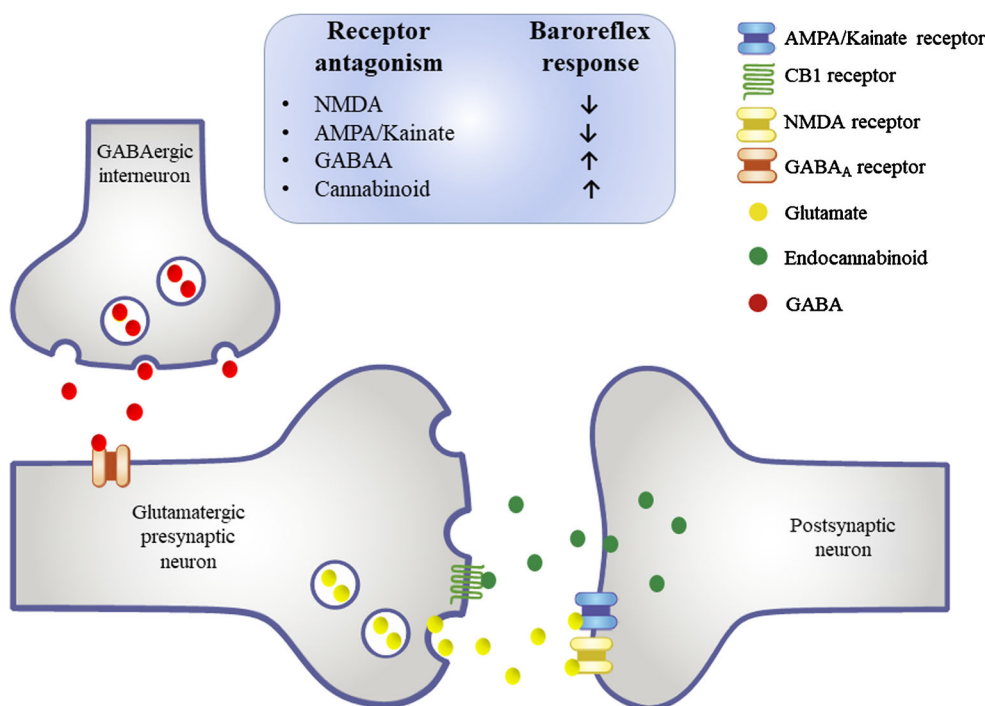 Receptor antagonism
Baroreflex response
• NMDA ↓
• AMPA/Kainate ↓
• GABAA ↑
• Cannabinoid ↑
AMPA/Kainate receptor
CB1 receptor
NMDA receptor
GABAA receptor
Glutamate
Endocannabinoid
GABA
GABAergic
interneuron
Glutamatergic
presynaptic
neuron
Postsynaptic
neuron